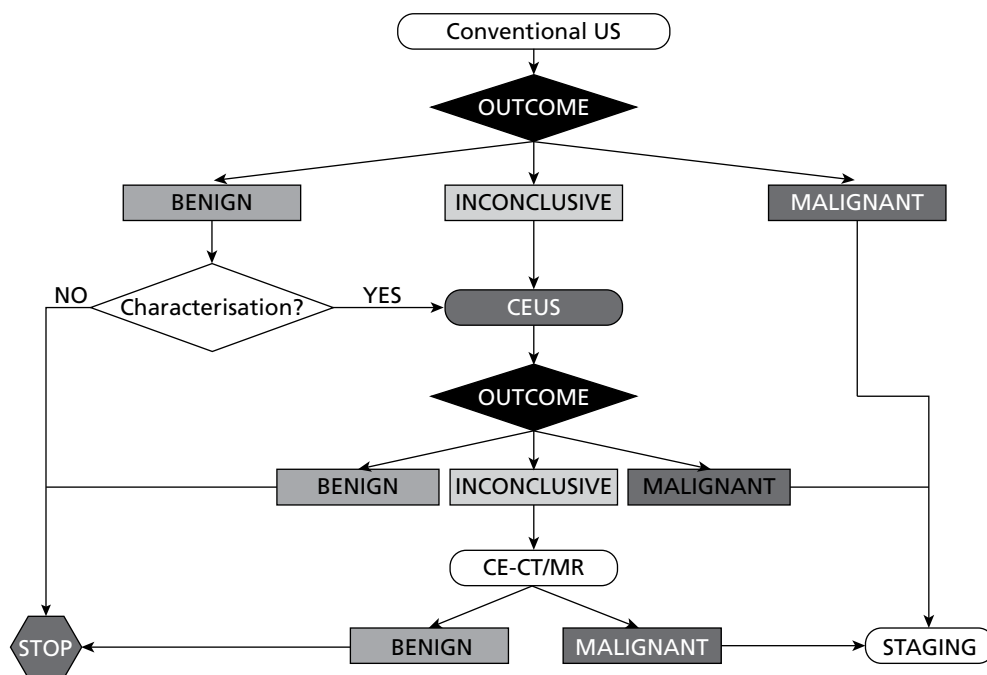 Conventional US
OUTCOME
BENIGN
INCONCLUSIVE
MALIGNANT
NO
Characterisation?
YES
CEUS
OUTCOME
BENIGN
INCONCLUSIVE
MALIGNANT
CE-CT/MR
STOP
BENIGN
MALIGNANT
STAGING